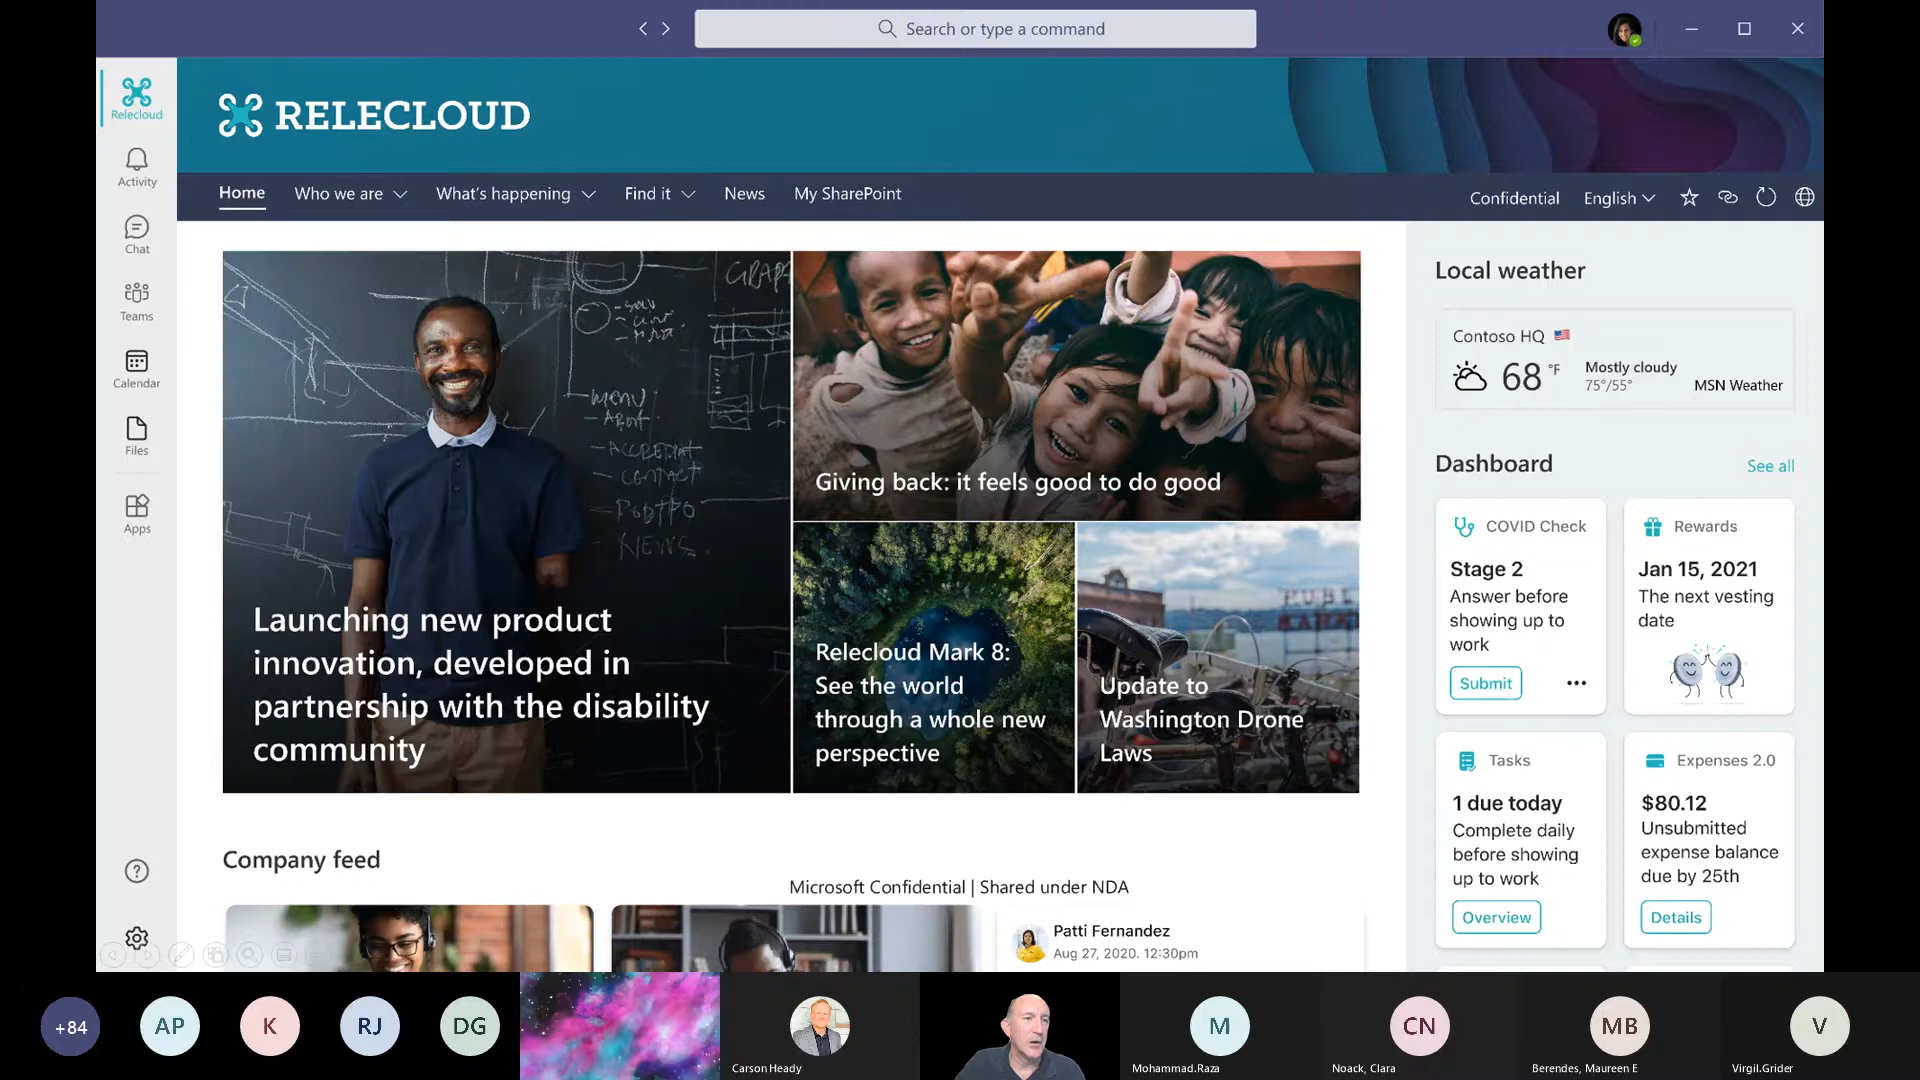 Search or type a command
Relecloud
RELECLOUD
Activity
Chat
Teams
Calendar
Files
Apps
Home
Who we are
What's happening
Find it
News
My SharePoint
Confidential
English
MENU
ABOUT
CONTACT
NEWS.
Launching new product
innovation, developed in
partnership with the disability
community
Giving back: it feels good to do good
Relecloud Mark 8:
See the world
through a whole new
perspective
Update to
Washington Drone
Laws
Local weather
Contoso HQ
68 °F
Mostly cloudy
75°/55°
MSN Weather
Dashboard
See all
COVID Check
Stage 2
Answer before
showing up to
work
Submit
Rewards
Jan 15, 2021
The next vesting
date
Tasks
1 due today
Complete daily
before showing
up to work
Overview
Expenses 2.0
$80.12
Unsubmitted
expense balance
due by 25th
Details
Company feed
Microsoft Confidential | Shared under NDA
Patti Fernandez
Aug 27, 2020. 12:30pm
+84
AP
K
RJ
DG
Carson Heady
M
Mohammad.Raza
CN
Noack, Clara
MB
Berendes, Maureen E
V
Virgil.Grider